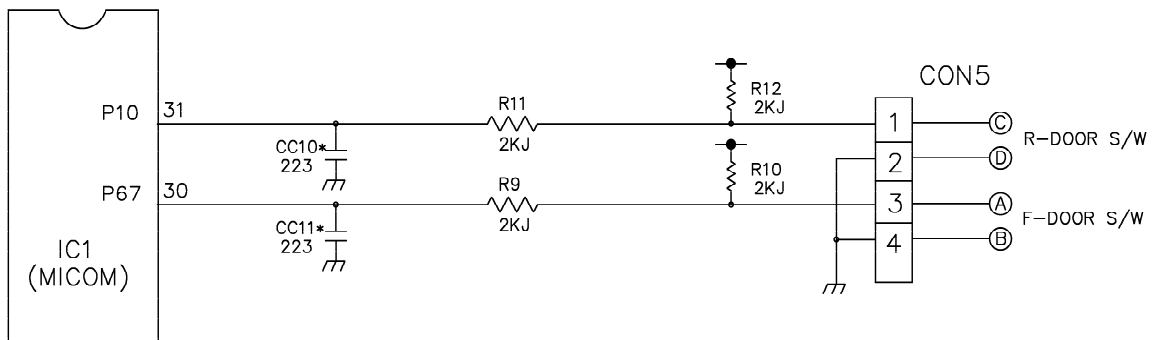 CON5
R12
2KJ
P10
31
R11
2KJ
1
C
R-DOOR S/W
CC10*
223
2
D
R10
2KJ
P67
30
R9
2KJ
3
A
F-DOOR S/W
CC11*
223
4
B
IC1
(MICOM)